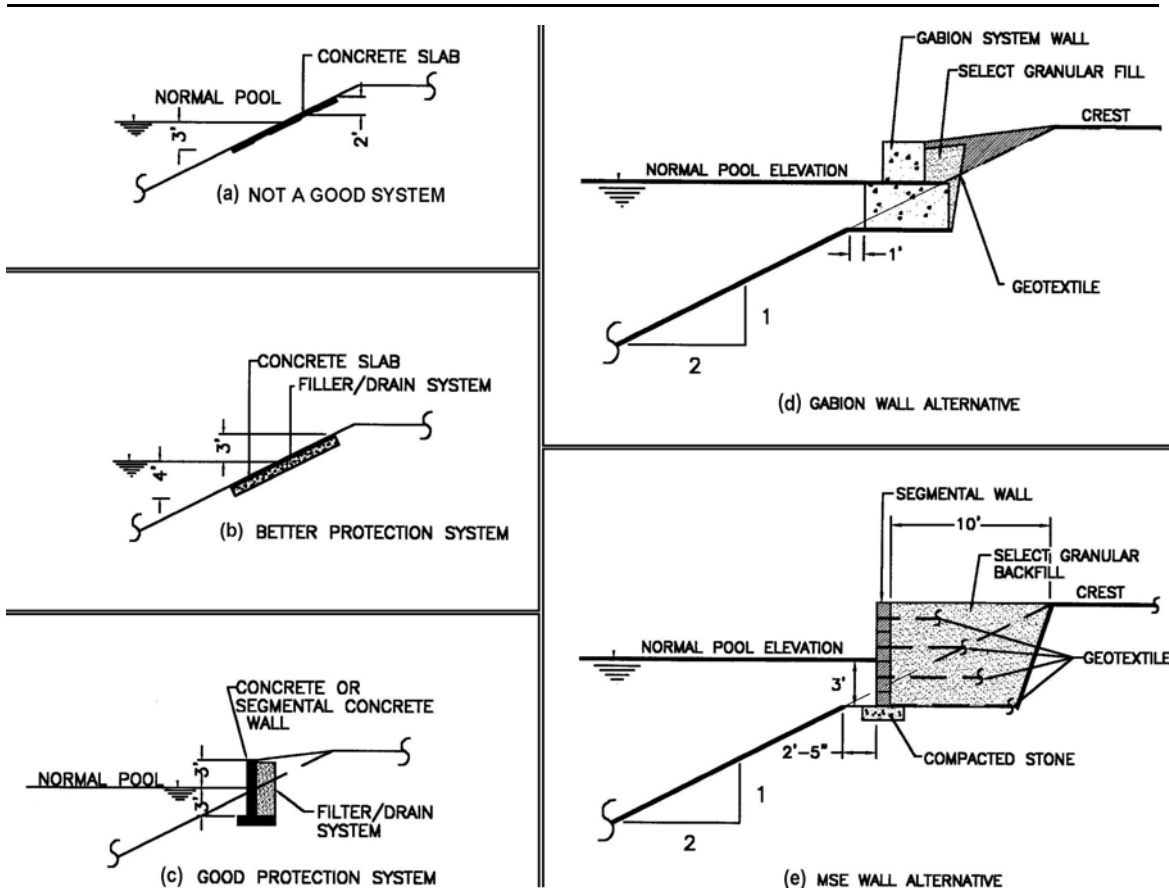 CONCRETE SLAB
NORMAL POOL
3'
2'
(a) NOT A GOOD SYSTEM
CONCRETE SLAB
FILLER/DRAIN SYSTEM
3'
4'
(b) BETTER PROTECTION SYSTEM
CONCRETE OR
SEGMENTAL CONCRETE
WALL
3'
NORMAL POOL
3'
FILTER/DRAIN
SYSTEM
(c) GOOD PROTECTION SYSTEM
GABION SYSTEM WALL
SELECT GRANULAR FILL
CREST
NORMAL POOL ELEVATION
1'
GEOTEXTILE
1
2
(d) GABION WALL ALTERNATIVE
SEGMENTAL WALL
10'
SELECT GRANULAR
BACKFILL
CREST
NORMAL POOL ELEVATION
GEOTEXTILE
3'
2'-5"
COMPACTED STONE
1
2
(e) MSE WALL ALTERNATIVE